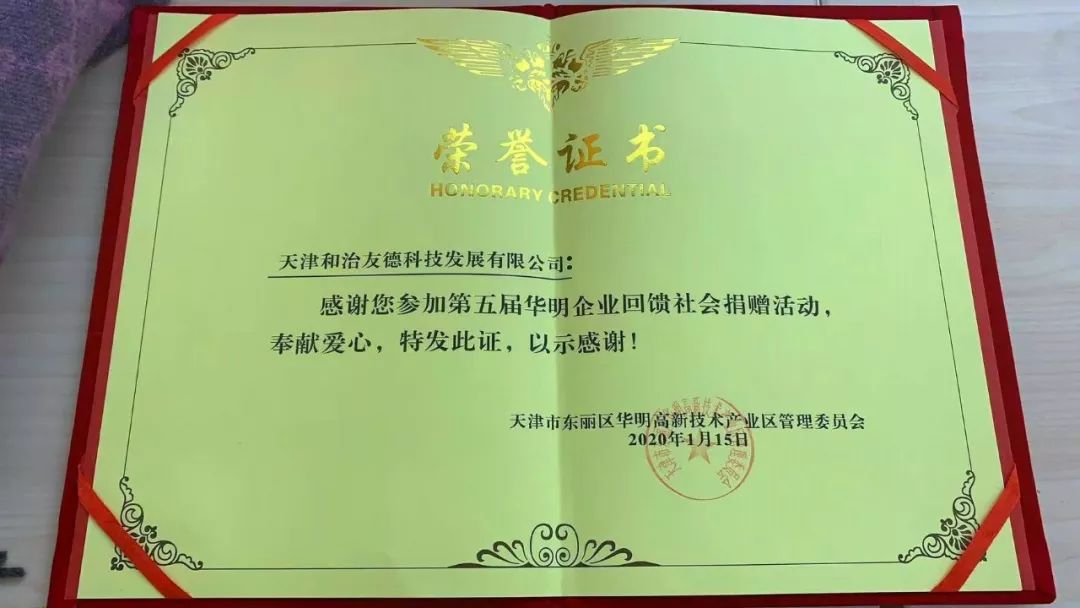 荣誉证书
HONORARY CREDENTIAL
天津和治友德科技发展有限公司：
感谢您参加第五届华明企业回馈社会捐赠活动，
奉献爱心，特发此证，以示感谢！
天津市东丽区华明高新技术产业区管理委员会
2020年1月15日